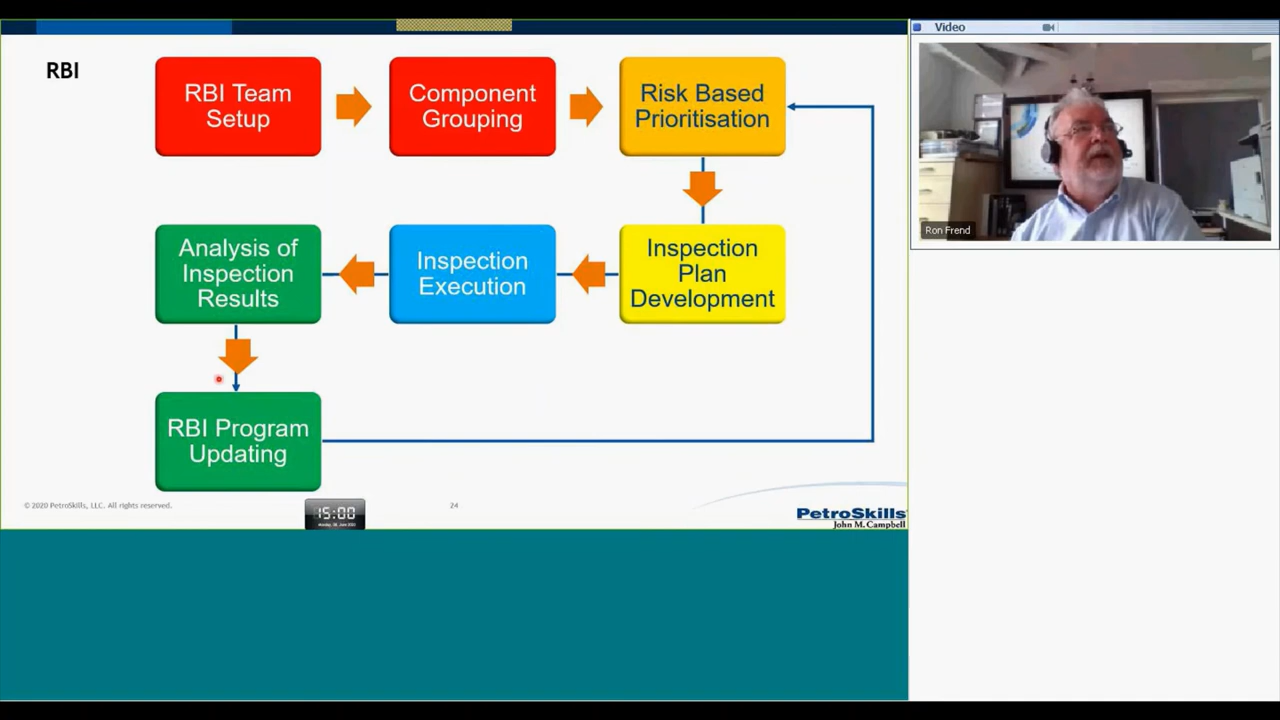 Video
RBI
RBI Team
Setup
Component
Grouping
Risk Based
Prioritisation
Ron Frend
Analysis of
Inspection
Results
Inspection
Execution
Inspection
Plan
Development
RBI Program
Updating
© 2020 PetroSkills, LLC. All rights reserved.
15:00
24
PetroSkills
John M. Campbell